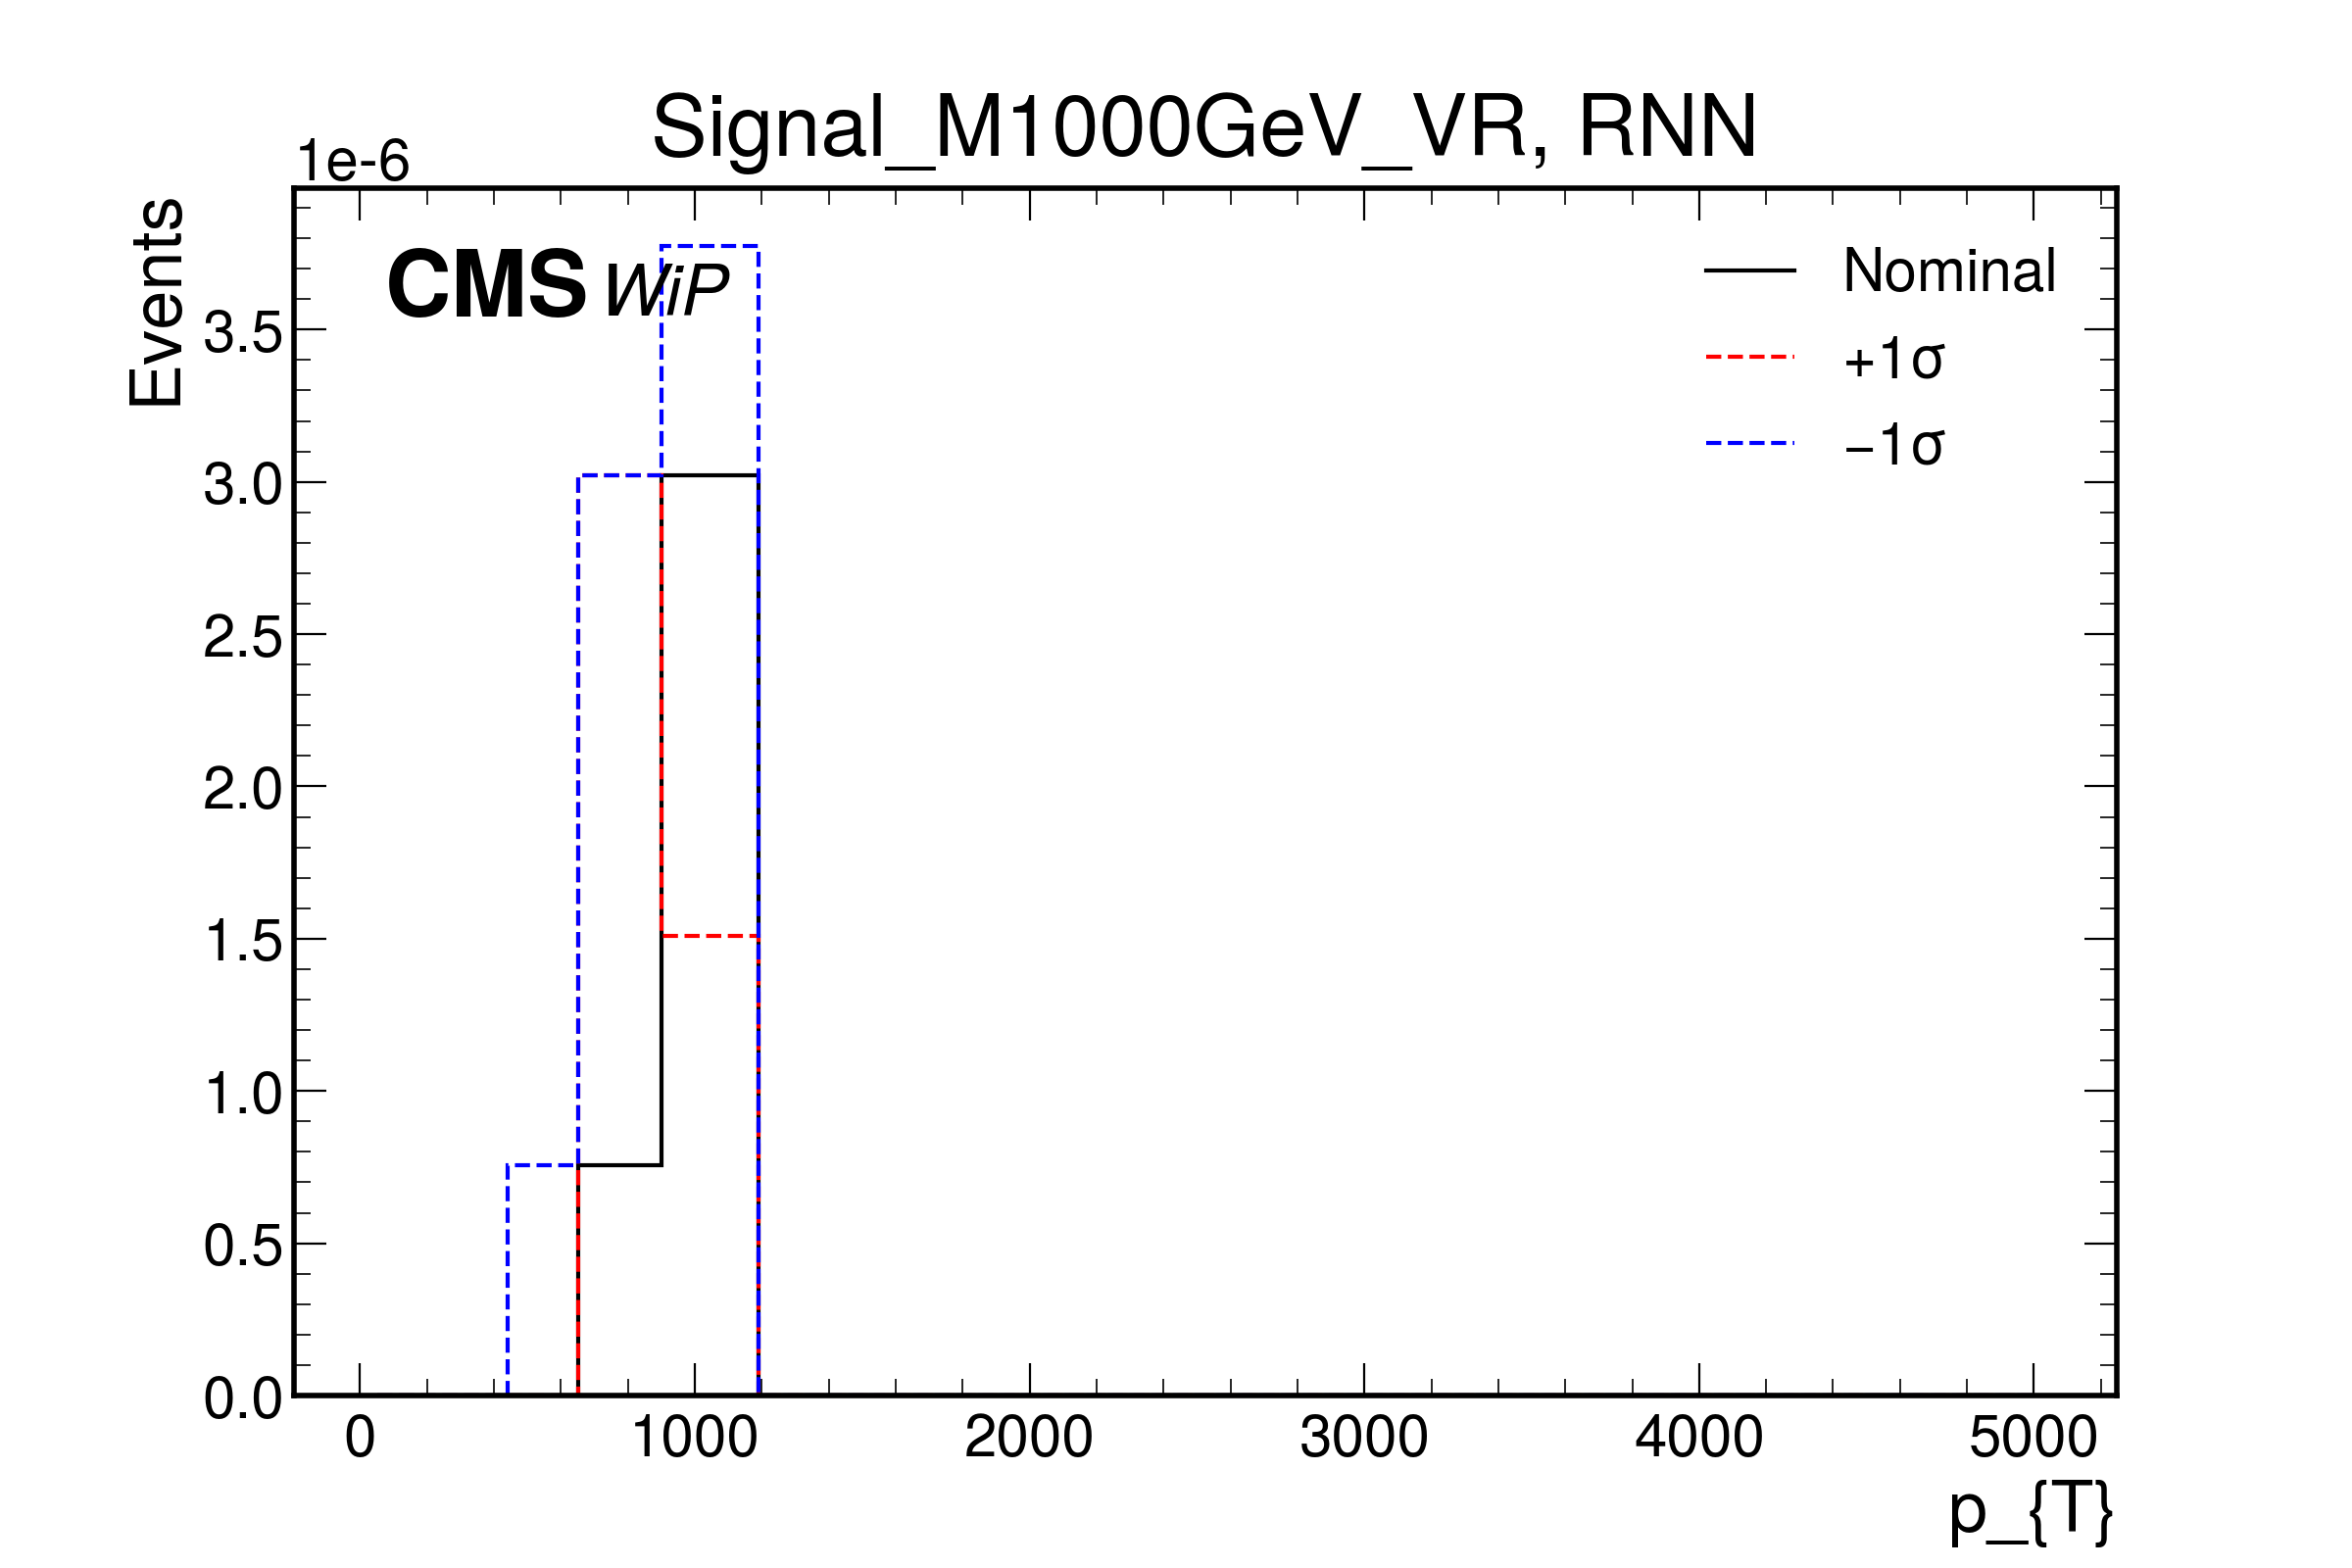 Signal_M1000GeV_VR, RNN
1e-6
Events
CMS WiP
Nominal
+1σ
−1σ
3.5
3.0
2.5
2.0
1.5
1.0
0.5
0.0
0 1000 2000 3000 4000 5000
p_{T}